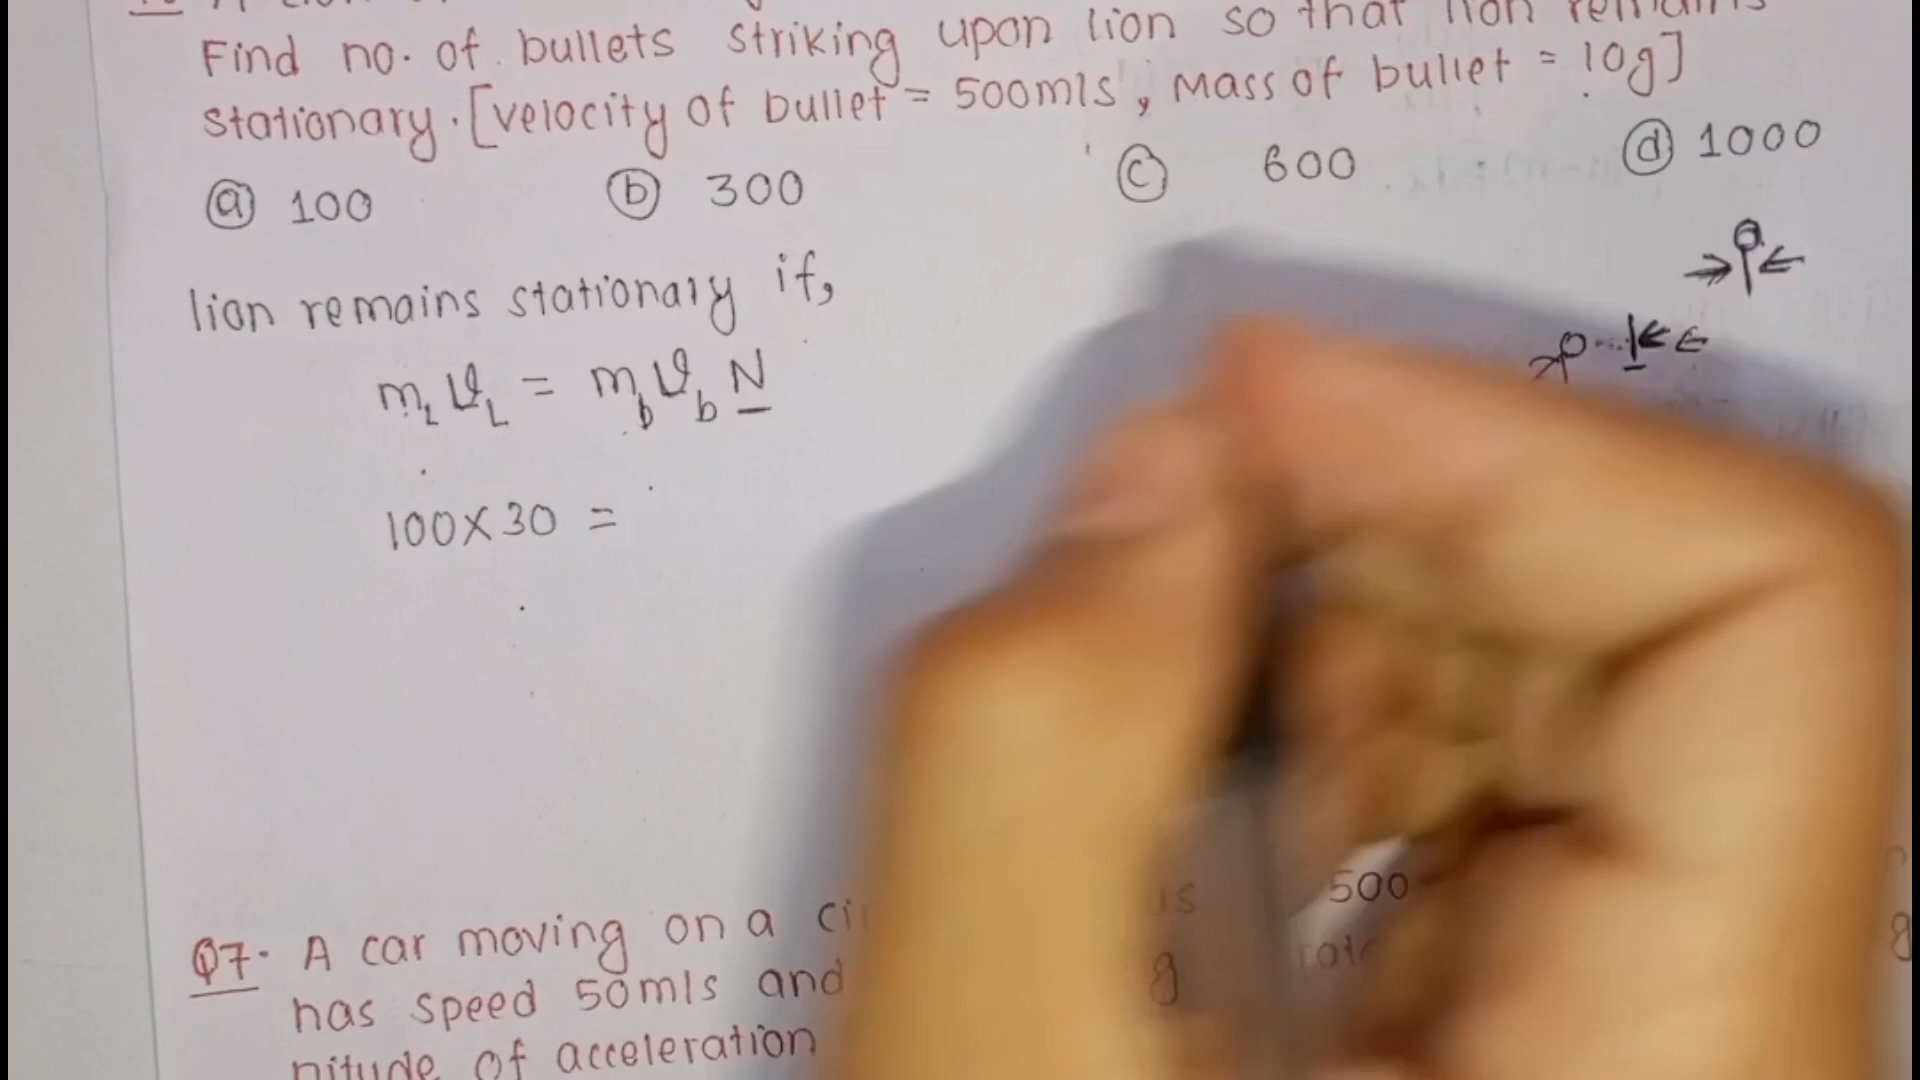 Find no. of bullets striking upon lion so that lion remains
stationary. [velocity of bullet = 500m/s, Mass of bullet = 10g]
(a) 100 (b) 300 (c) 600 (d) 1000
lion remains stationary if,
m_L v_L = m_b v_b N
100 X 30 =
Q7. A car moving on a 500
has speed 50m/s and
nitude of acceleration